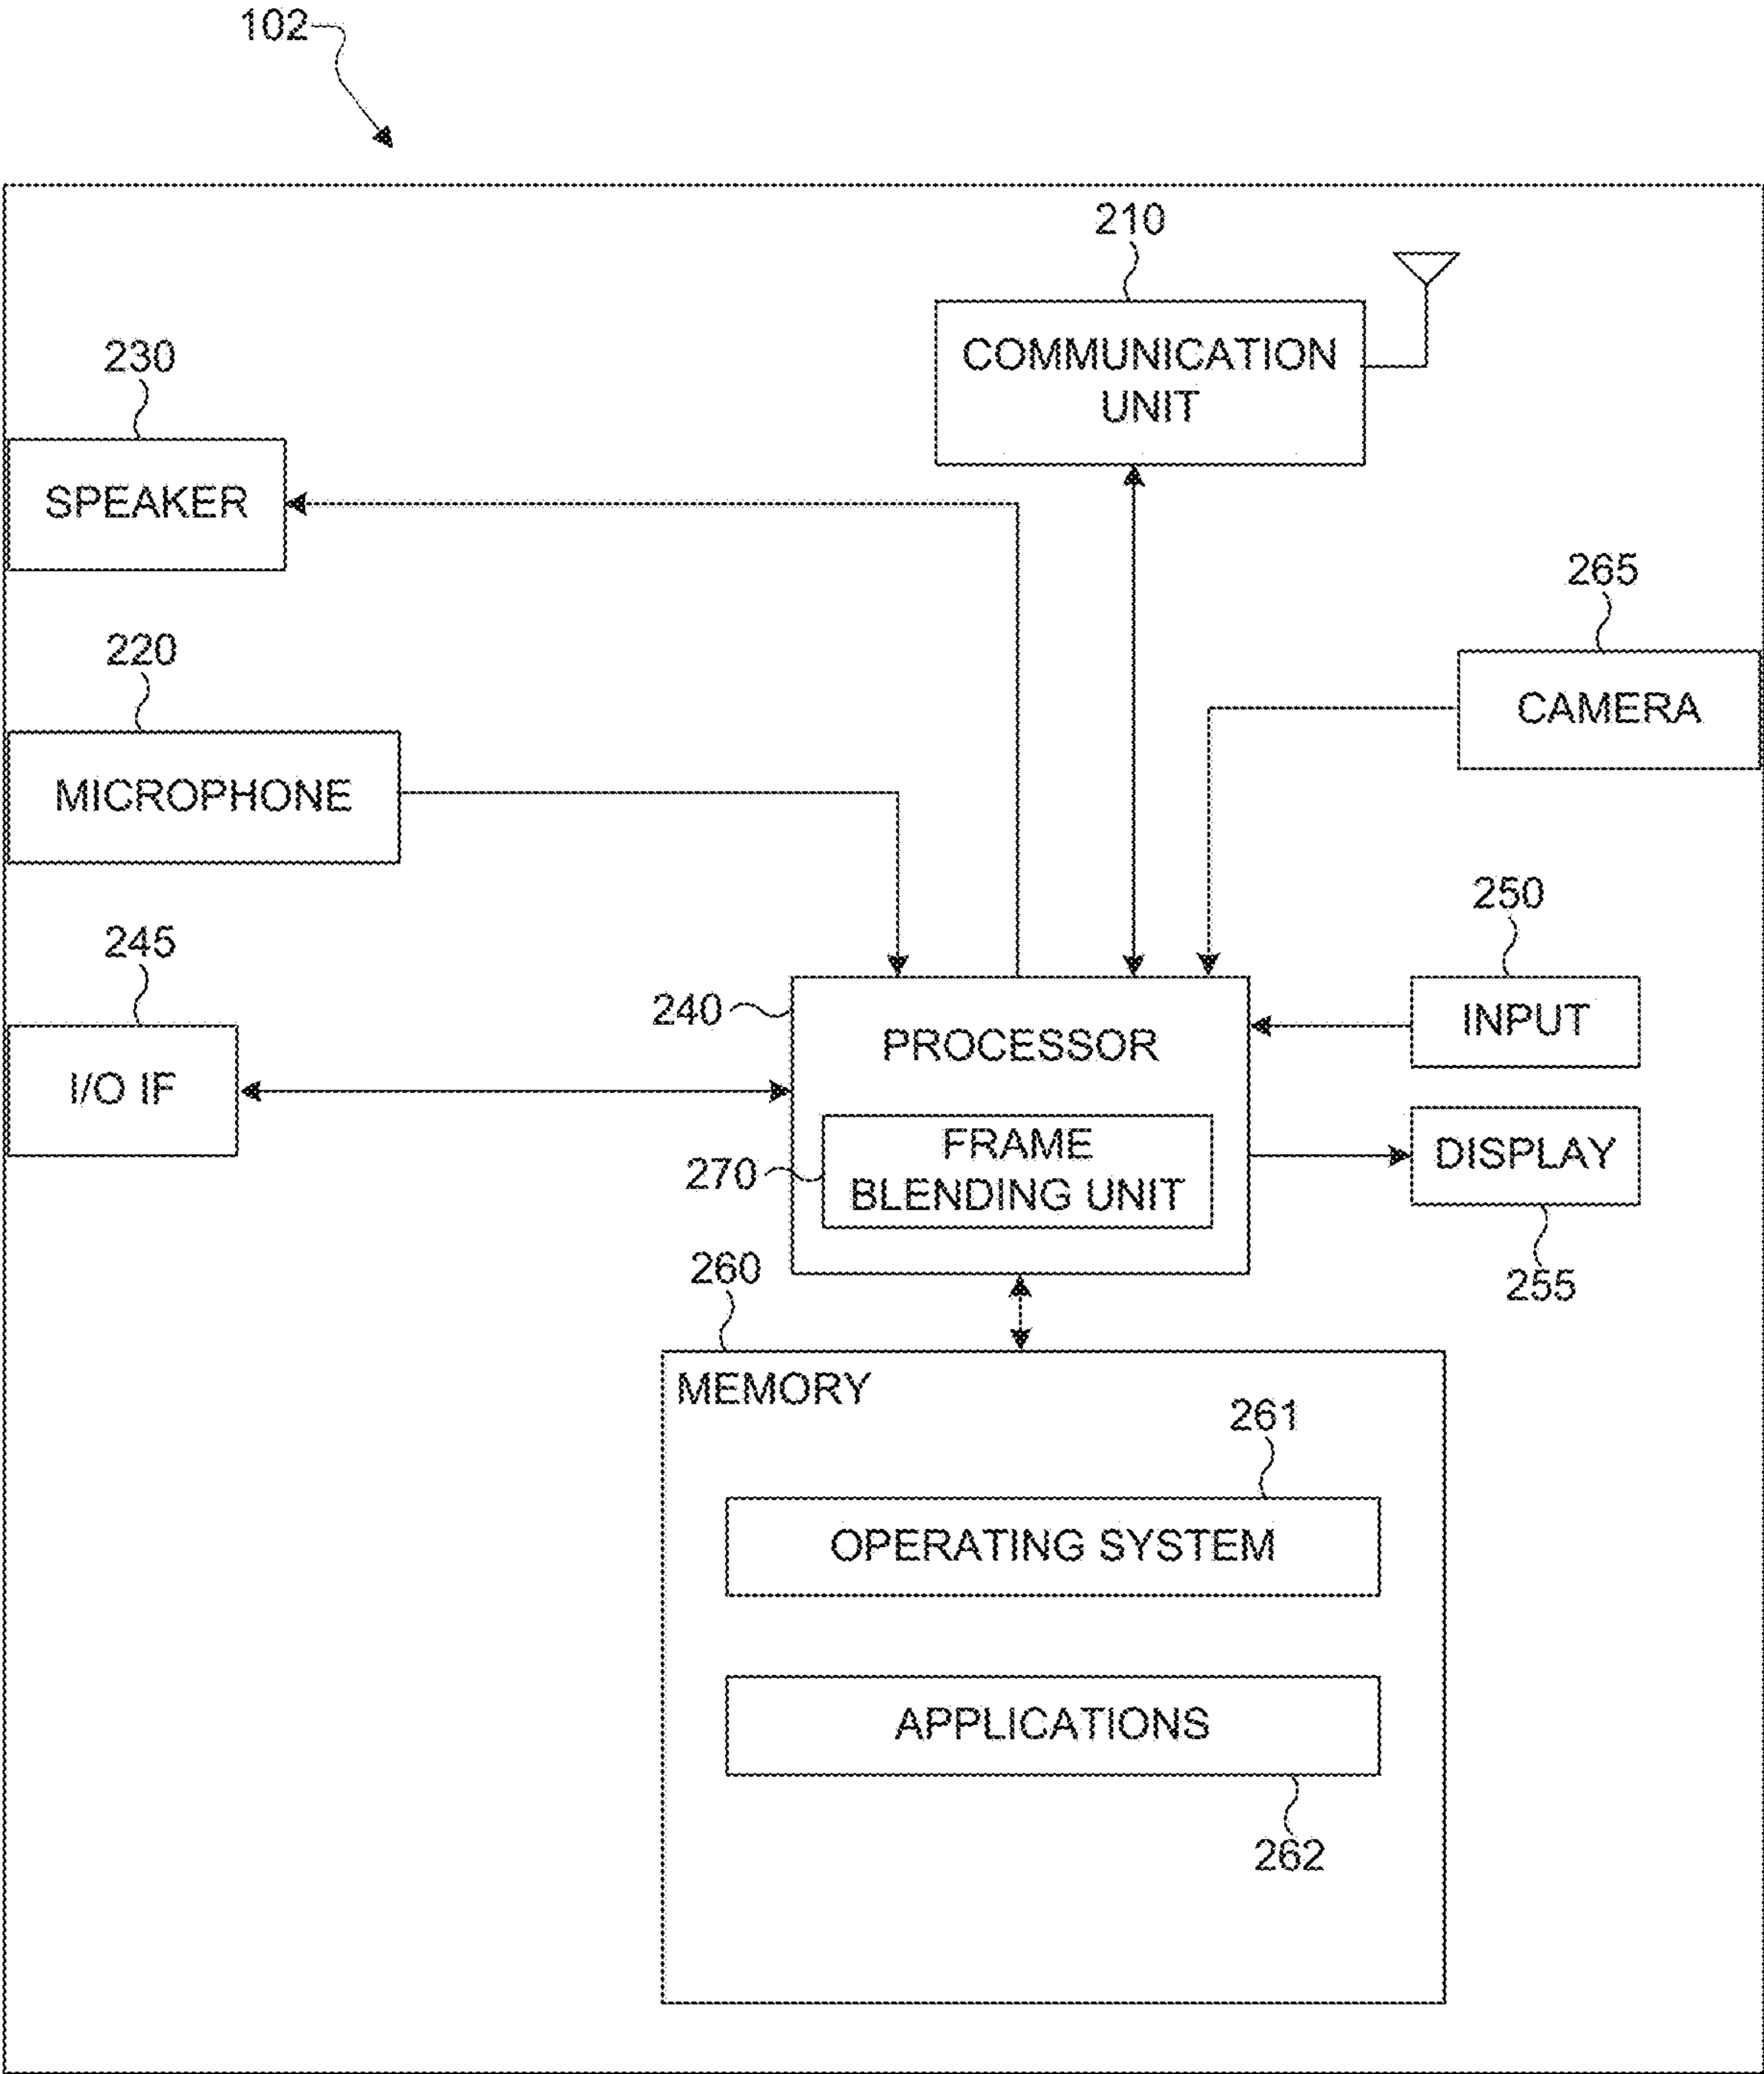 102
210
COMMUNICATION
UNIT
230
SPEAKER
265
CAMERA
220
MICROPHONE
250
INPUT
245
I/O IF
240
PROCESSOR
270
FRAME
BLENDING UNIT
DISPLAY
255
260
MEMORY
261
OPERATING SYSTEM
APPLICATIONS
262